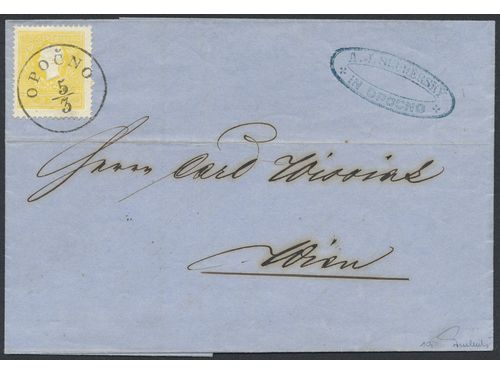 OPOČNO
5/3
IN OPOČNO
Herrn Carl
Wien